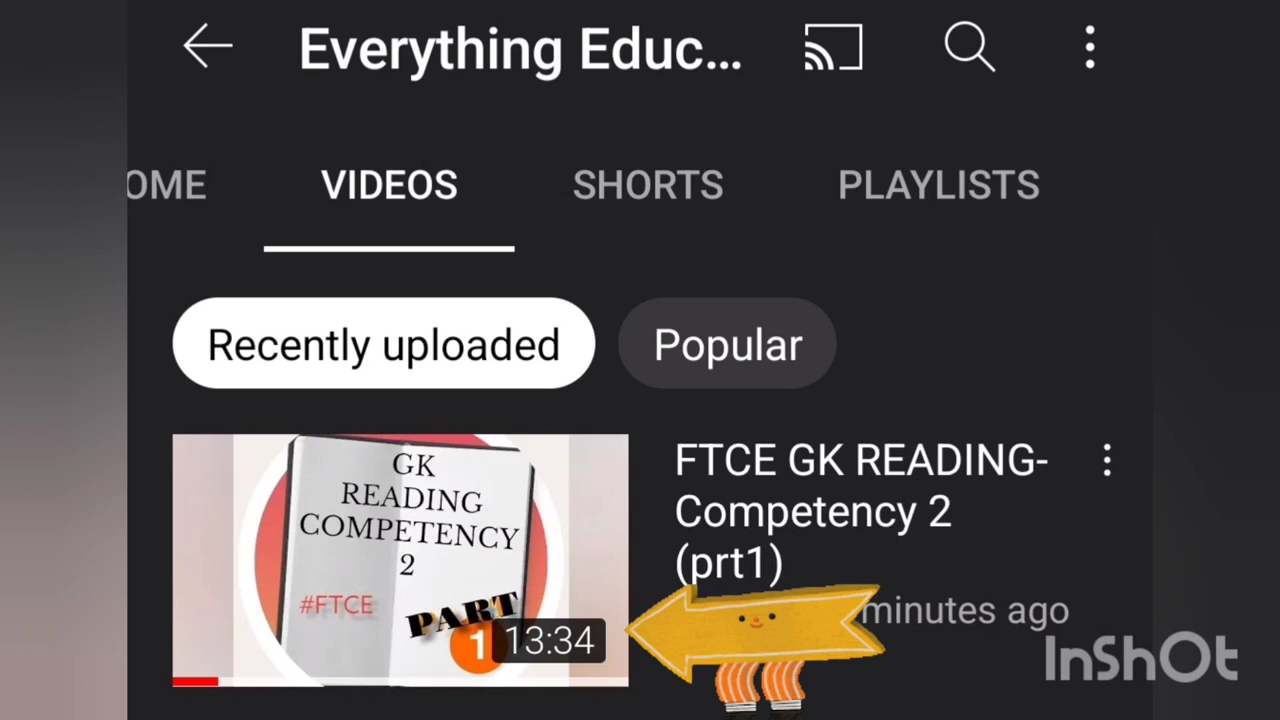 Everything Educ...
OME VIDEOS SHORTS PLAYLISTS
Recently uploaded Popular
GK
READING
COMPETENCY
2
#FTCE
PART
1
13:34
FTCE GK READING-
Competency 2
(prt1)
minutes ago
InShOt